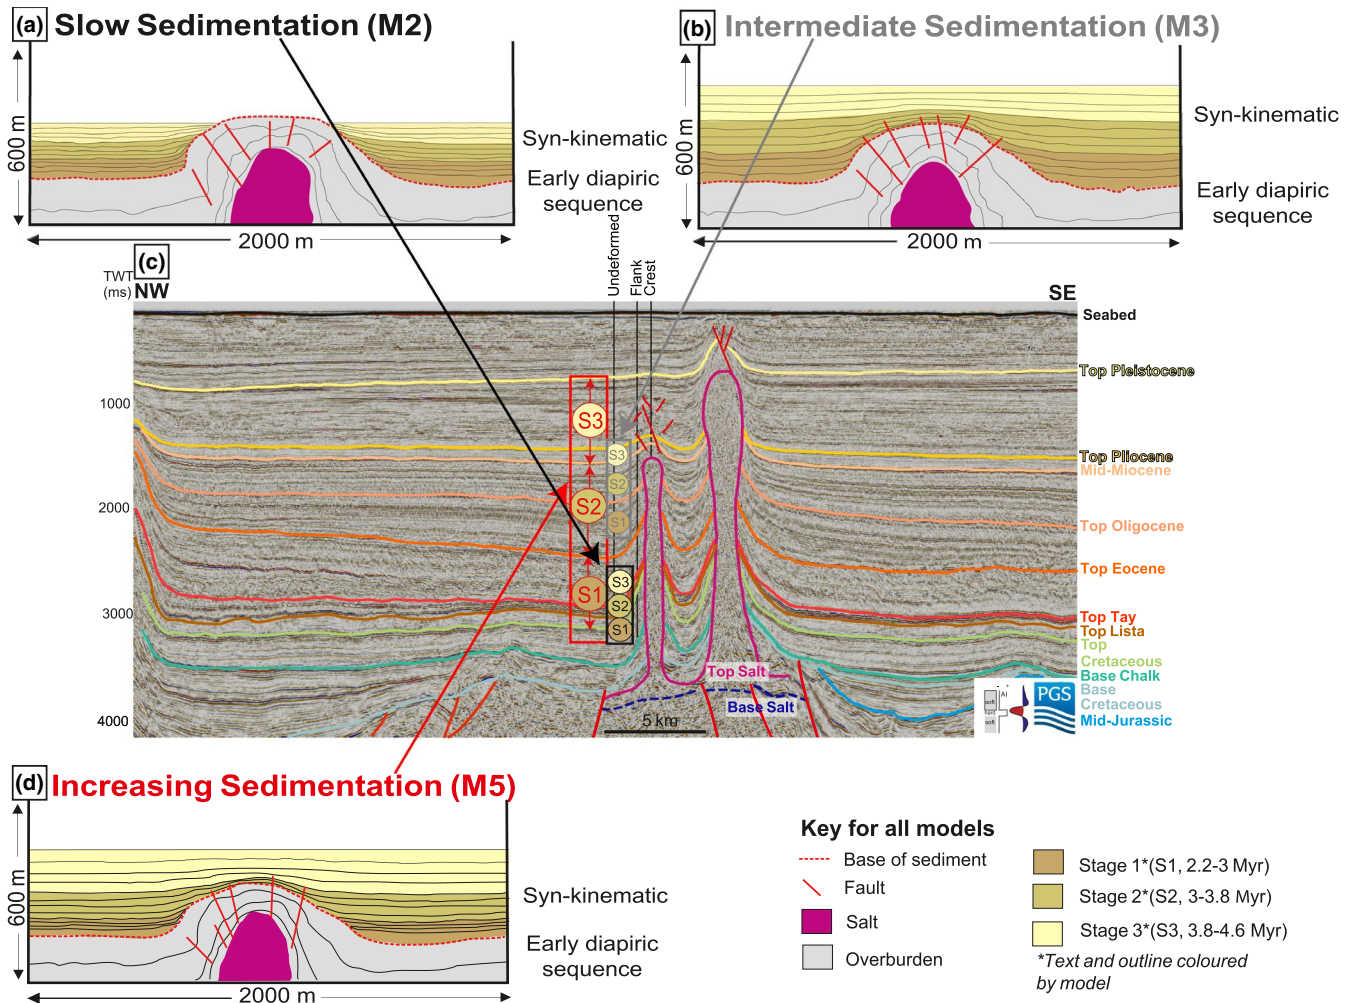 (a) Slow Sedimentation (M2)
600 m
Syn-kinematic
Early diapiric
sequence
2000 m
(b) Intermediate Sedimentation (M3)
600 m
Syn-kinematic
Early diapiric
sequence
2000 m
(c)
TWT
(ms)
NW
SE
Undeformed
Flank
Crest
1000
2000
3000
4000
S3
S2
S1
S3
S2
S1
S3
S2
S1
Top Salt
Base Salt
5 km
Seabed
Top Pleistocene
Top Pliocene
Mid-Miocene
Top Oligocene
Top Eocene
Top Tay
Top Lista
Top
Cretaceous
Base Chalk
Base
Cretaceous
Mid-Jurassic
AI
soft
hard
soft
PGS
(d) Increasing Sedimentation (M5)
600 m
Syn-kinematic
Early diapiric
sequence
2000 m
Key for all models
Base of sediment
Fault
Salt
Overburden
Stage 1*(S1, 2.2-3 Myr)
Stage 2*(S2, 3-3.8 Myr)
Stage 3*(S3, 3.8-4.6 Myr)
*Text and outline coloured
by model